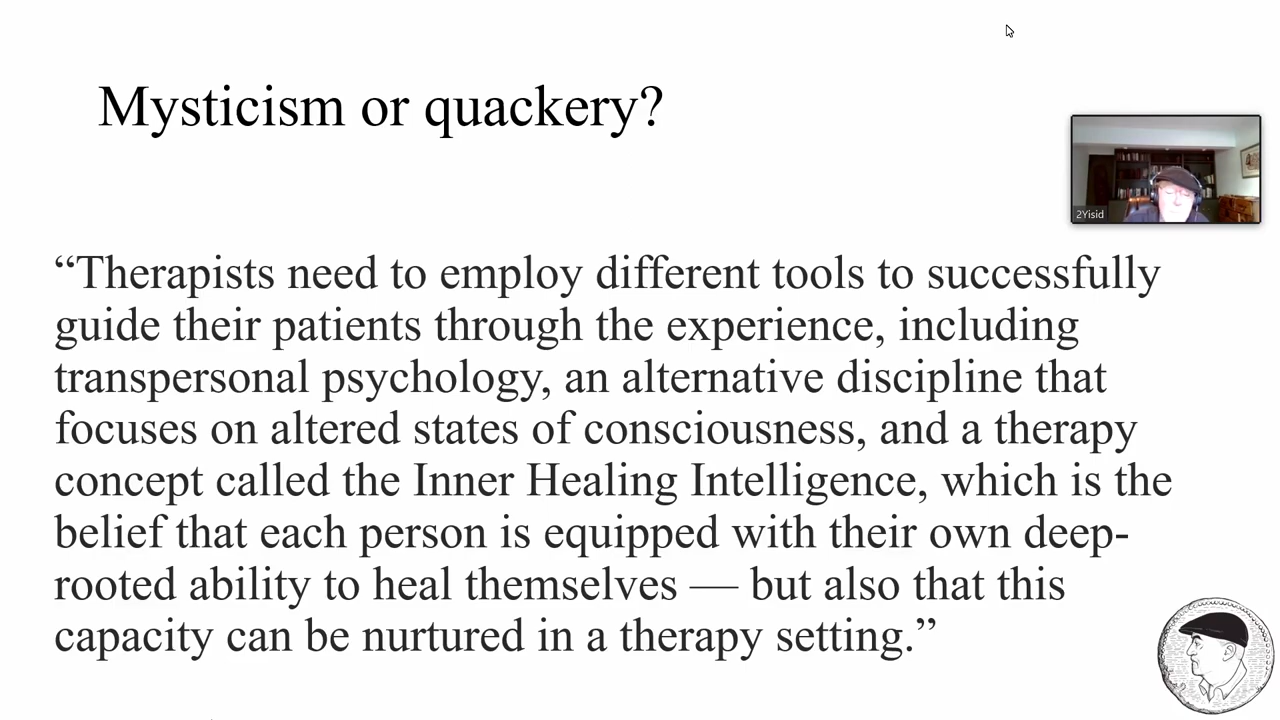 Mysticism or quackery?
2Yisid
“Therapists need to employ different tools to successfully
guide their patients through the experience, including
transpersonal psychology, an alternative discipline that
focuses on altered states of consciousness, and a therapy
concept called the Inner Healing Intelligence, which is the
belief that each person is equipped with their own deep-
rooted ability to heal themselves — but also that this
capacity can be nurtured in a therapy setting.”